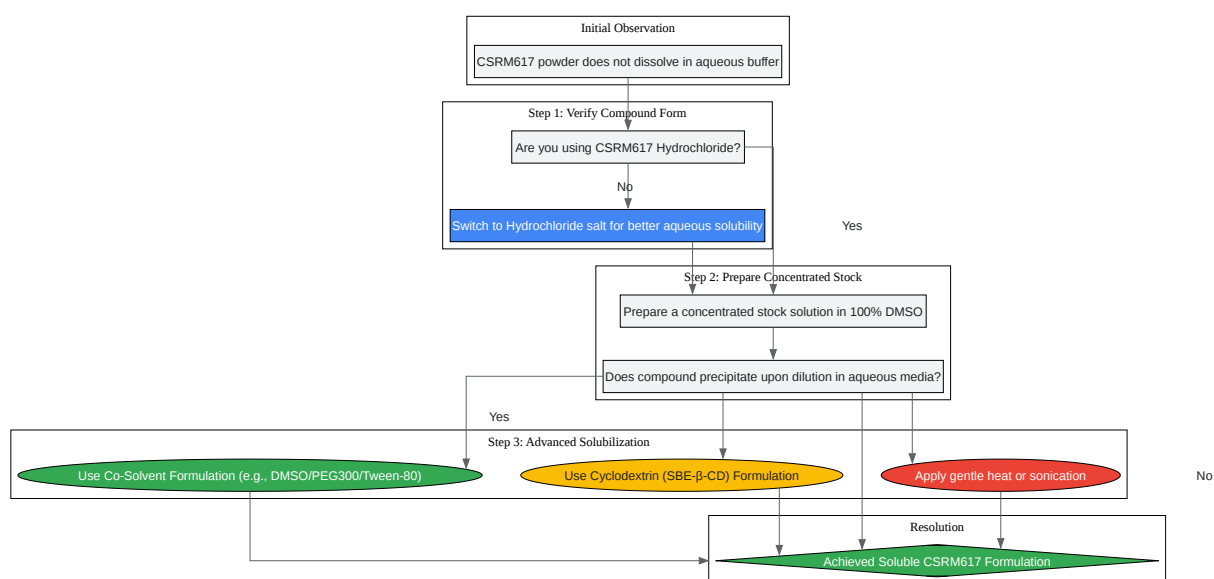 Initial Observation
CSRM617 powder does not dissolve in aqueous buffer
Step 1: Verify Compound Form
Are you using CSRM617 Hydrochloride?
No
Switch to Hydrochloride salt for better aqueous solubility
Yes
Step 2: Prepare Concentrated Stock
Prepare a concentrated stock solution in 100% DMSO
Does compound precipitate upon dilution in aqueous media?
Yes
Step 3: Advanced Solubilization
Use Co-Solvent Formulation (e.g., DMSO/PEG300/Tween-80)
Use Cyclodextrin (SBE-β-CD) Formulation
Apply gentle heat or sonication
No
Resolution
Achieved Soluble CSRM617 Formulation